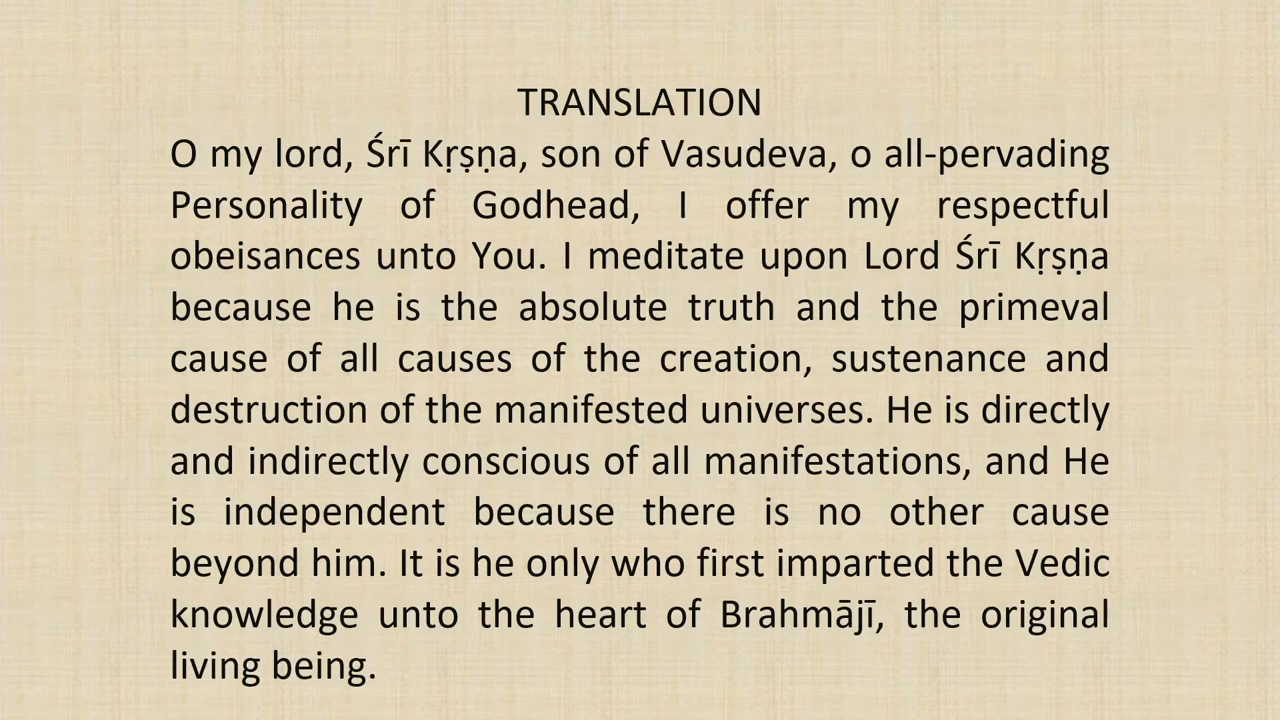 TRANSLATION
O my lord, Śrī Kṛṣṇa, son of Vasudeva, o all-pervading
Personality of Godhead, I offer my respectful
obeisances unto You. I meditate upon Lord Śrī Kṛṣṇa
because he is the absolute truth and the primeval
cause of all causes of the creation, sustenance and
destruction of the manifested universes. He is directly
and indirectly conscious of all manifestations, and He
is independent because there is no other cause
beyond him. It is he only who first imparted the Vedic
knowledge unto the heart of Brahmājī, the original
living being.